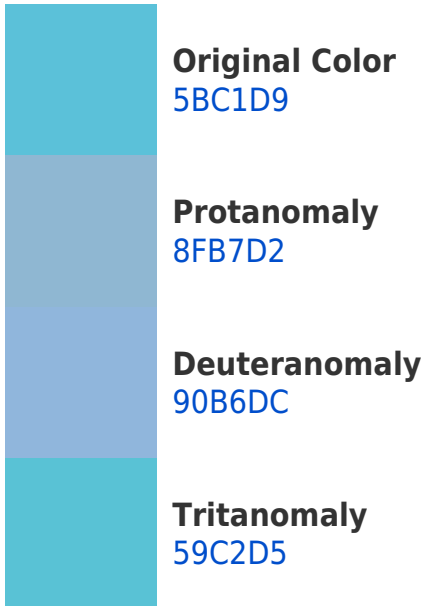 Original Color
5BC1D9
Protanomaly
8FB7D2
Deuteranomaly
90B6DC
Tritanomaly
59C2D5